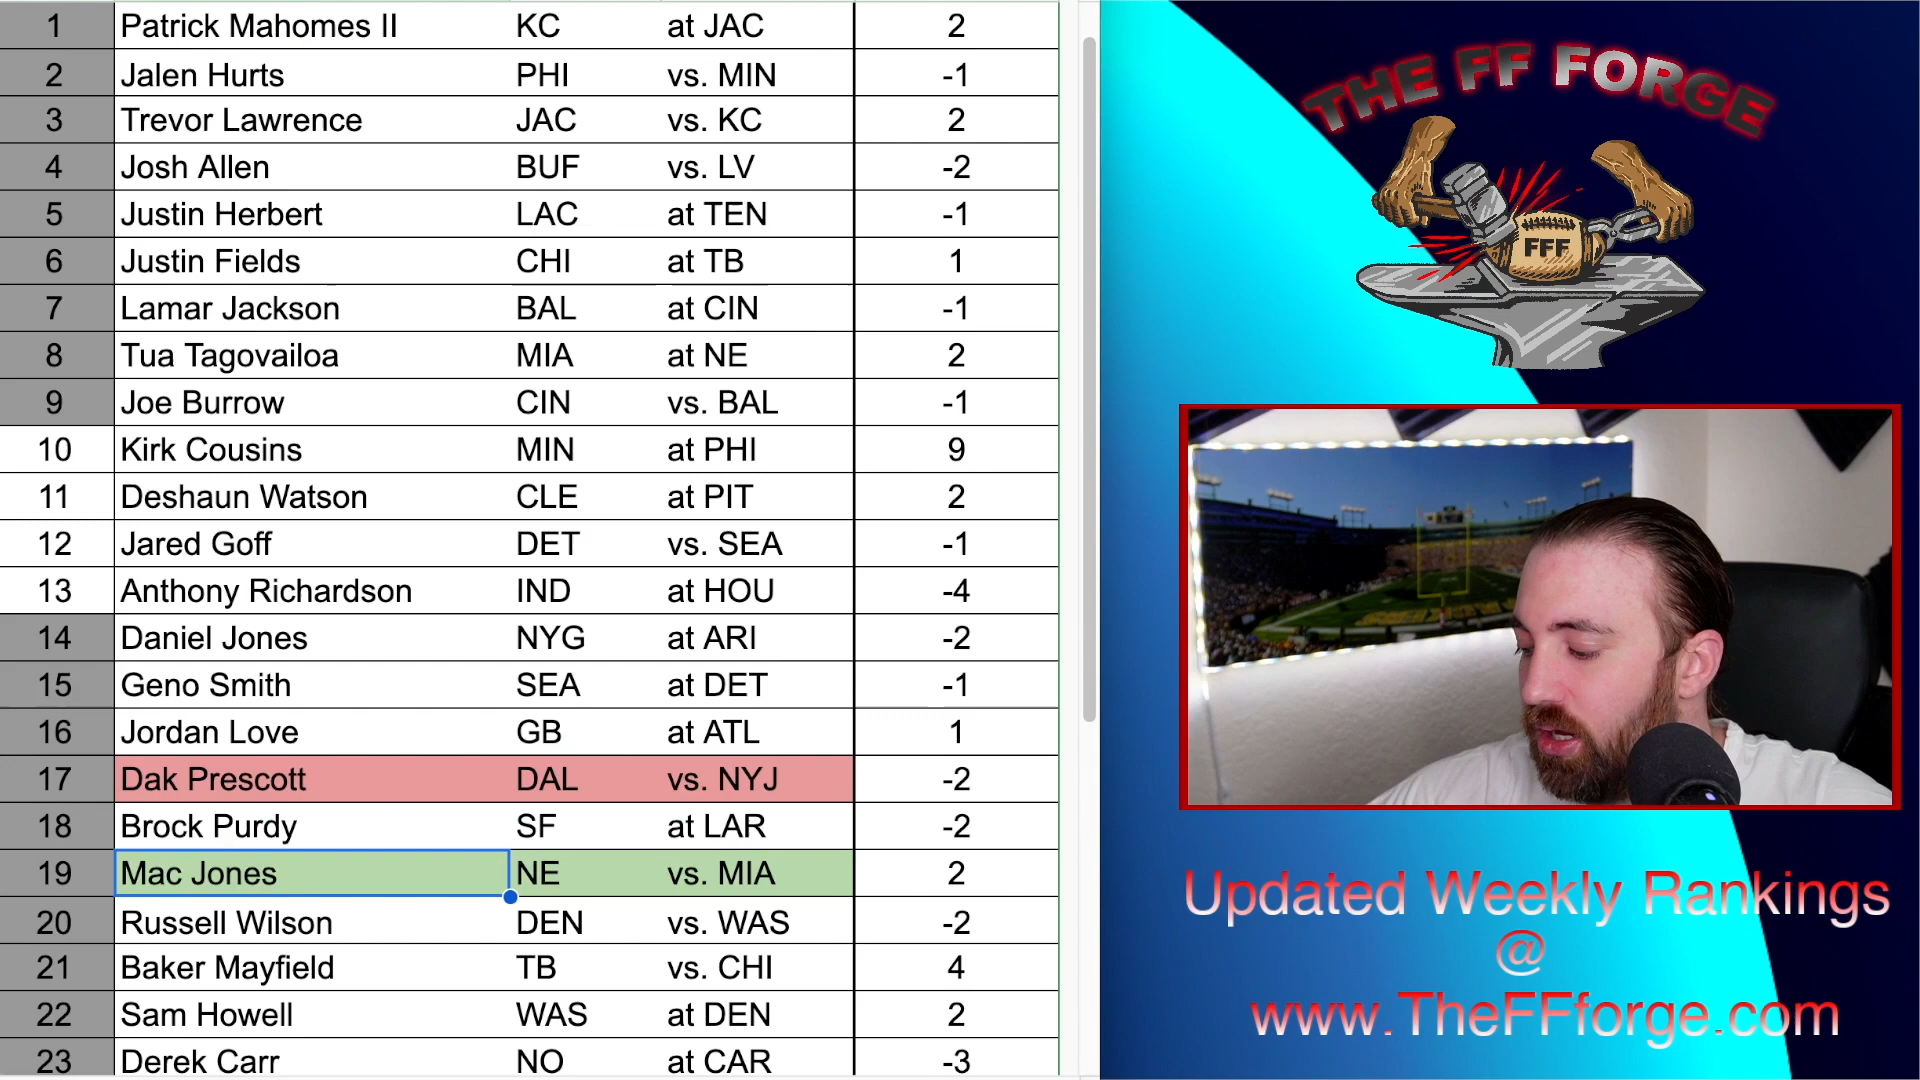 1 Patrick Mahomes II KC at JAC 2
2 Jalen Hurts PHI vs. MIN -1
3 Trevor Lawrence JAC vs. KC 2
4 Josh Allen BUF vs. LV -2
5 Justin Herbert LAC at TEN -1
6 Justin Fields CHI at TB 1
7 Lamar Jackson BAL at CIN -1
8 Tua Tagovailoa MIA at NE 2
9 Joe Burrow CIN vs. BAL -1
10 Kirk Cousins MIN at PHI 9
11 Deshaun Watson CLE at PIT 2
12 Jared Goff DET vs. SEA -1
13 Anthony Richardson IND at HOU -4
14 Daniel Jones NYG at ARI -2
15 Geno Smith SEA at DET -1
16 Jordan Love GB at ATL 1
17 Dak Prescott DAL vs. NYJ -2
18 Brock Purdy SF at LAR -2
19 Mac Jones NE vs. MIA 2
20 Russell Wilson DEN vs. WAS -2
21 Baker Mayfield TB vs. CHI 4
22 Sam Howell WAS at DEN 2
23 Derek Carr NO at CAR -3
THE FF FORGE
FFF
Updated Weekly Rankings
@
www.TheFFforge.com